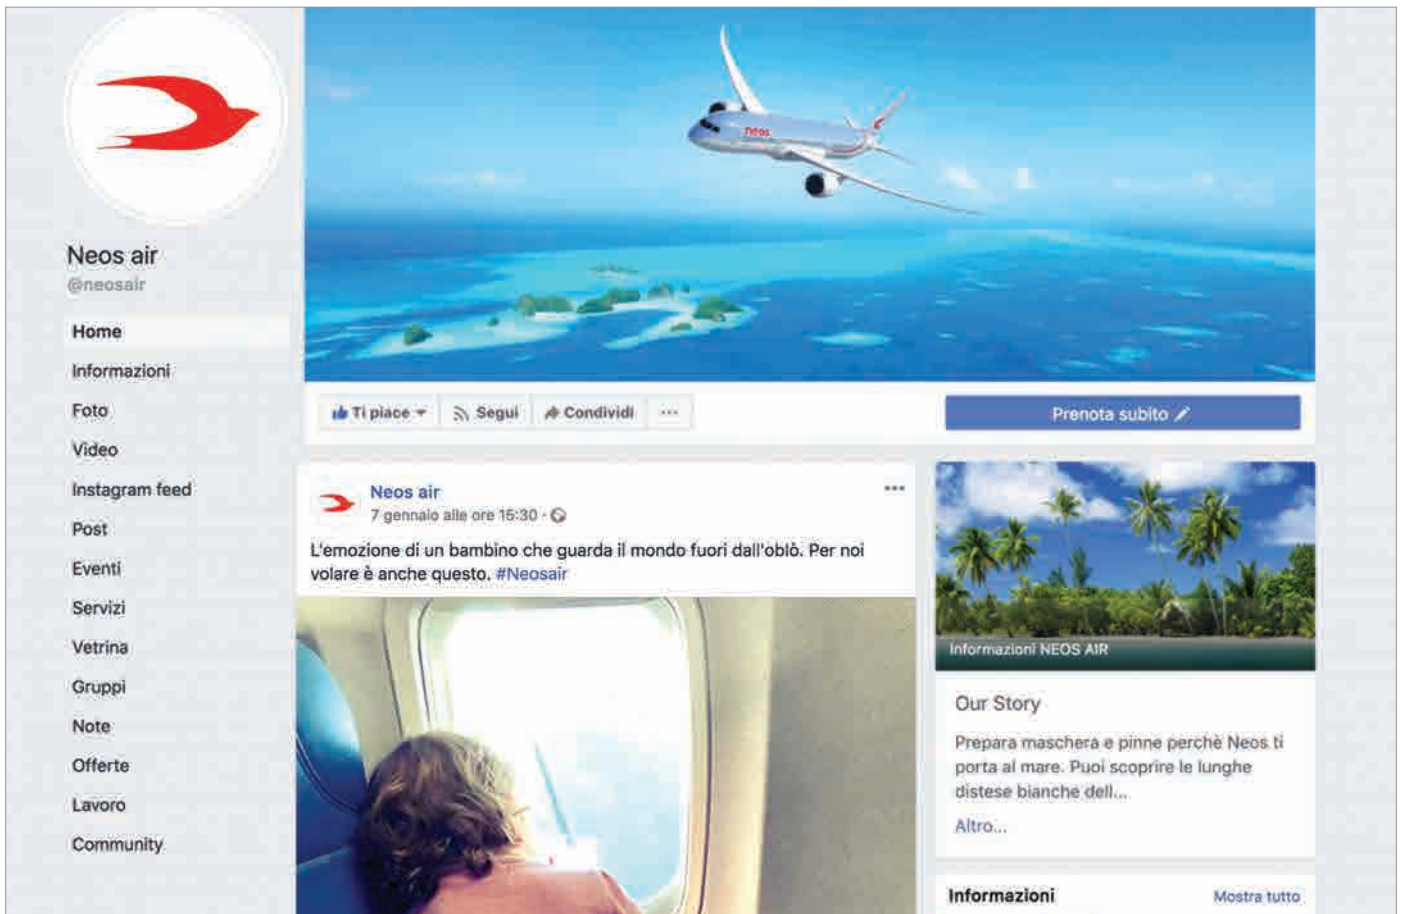 neos
Neos air
@neosair
Home
Informazioni
Foto
Video
Instagram feed
Post
Eventi
Servizi
Vetrina
Gruppi
Note
Offerte
Lavoro
Community
Ti piace
Segui
Condividi
Prenota subito
Neos air
7 gennaio alle ore 15:30 ·
L'emozione di un bambino che guarda il mondo fuori dall'oblò. Per noi
volare è anche questo. #Neosair
Informazioni NEOS AIR
Our Story
Prepara maschera e pinne perchè Neos ti
porta al mare. Puoi scoprire le lunghe
distese bianche dell...
Altro...
Informazioni
Mostra tutto